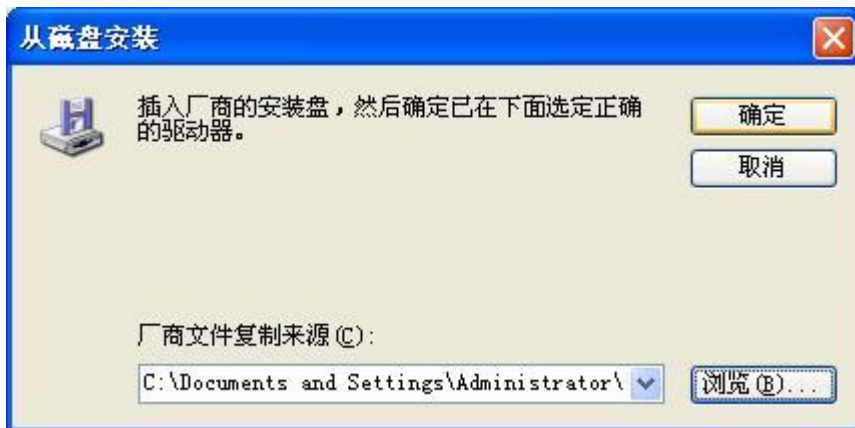 从磁盘安装
插入厂商的安装盘，然后确定已在下面选定正确
的驱动器。
确定
取消
厂商文件复制来源(C):
C:\Documents and Settings\Administrator\
浏览(B)...